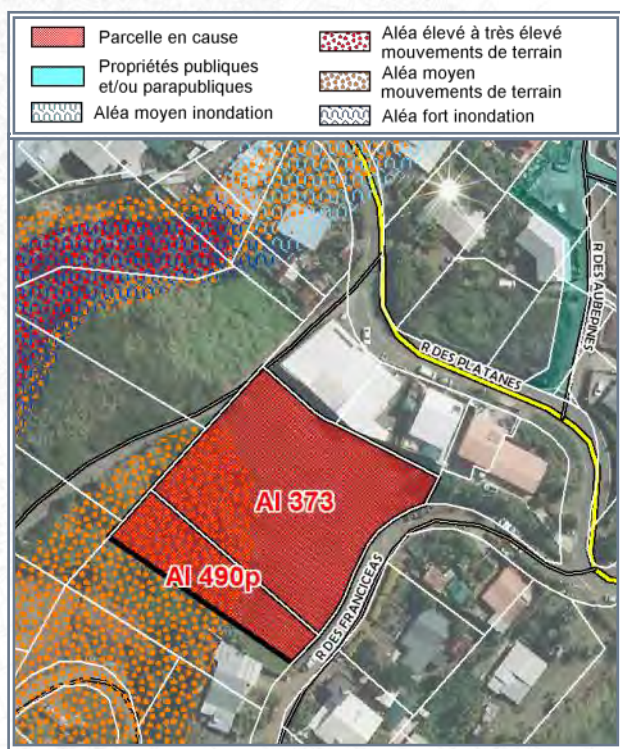 Parcelle en cause
Propriétés publiques
et/ou parapubliques
Aléa moyen inondation
Aléa élevé à très élevé
mouvements de terrain
Aléa moyen
mouvements de terrain
Aléa fort inondation
R DES AUBEPINES
R DES PLATANES
AI 373
AI 490p
R DES FRANCICEAS